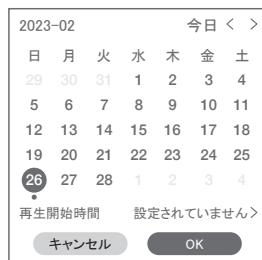 2023-02 今日 < >
日 月 火 水 木 金 土
29 30 31 1 2 3 4
5 6 7 8 9 10 11
12 13 14 15 16 17 18
19 20 21 22 23 24 25
26 27 28 1 2 3 4
再生開始時間 設定されていません>
キャンセル OK